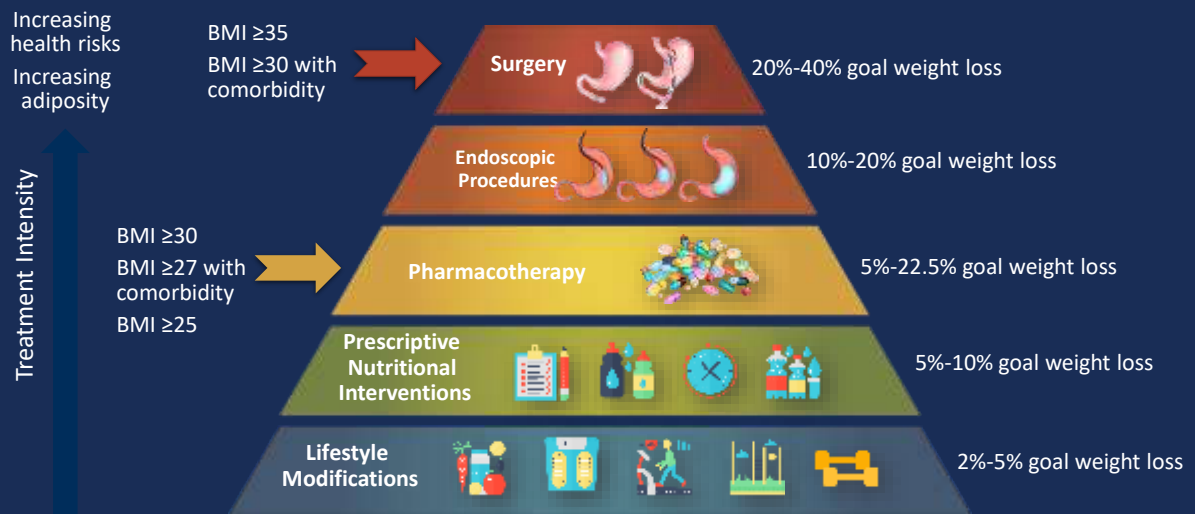 Increasing
health risks
Increasing
adiposity
Treatment Intensity
BMI ≥35
BMI ≥30 with
comorbidity
Surgery
20%-40% goal weight loss
Endoscopic
Procedures
10%-20% goal weight loss
BMI ≥30
BMI ≥27 with
comorbidity
BMI ≥25
Pharmacotherapy
5%-22.5% goal weight loss
Prescriptive
Nutritional
Interventions
5%-10% goal weight loss
Lifestyle
Modifications
2%-5% goal weight loss